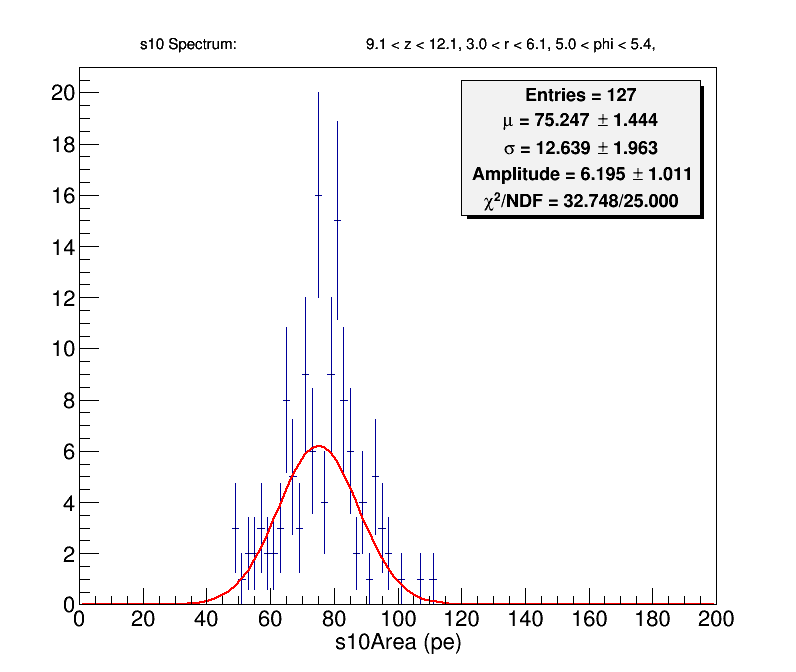 s10 Spectrum: 9.1 < z < 12.1, 3.0 < r < 6.1, 5.0 < phi < 5.4,
Entries = 127
μ = 75.247 ± 1.444
σ = 12.639 ± 1.963
Amplitude = 6.195 ± 1.011
χ²/NDF = 32.748/25.000
20
18
16
14
12
10
8
6
4
2
0
0 20 40 60 80 100 120 140 160 180 200
s10Area (pe)